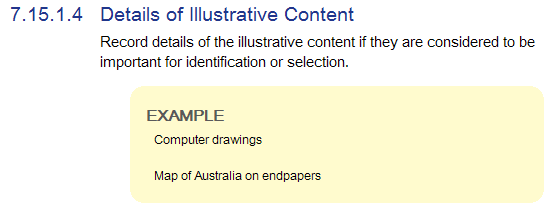 7.15.1.4 Details of Illustrative Content
Record details of the illustrative content if they are considered to be
important for identification or selection.
EXAMPLE
Computer drawings
Map of Australia on endpapers